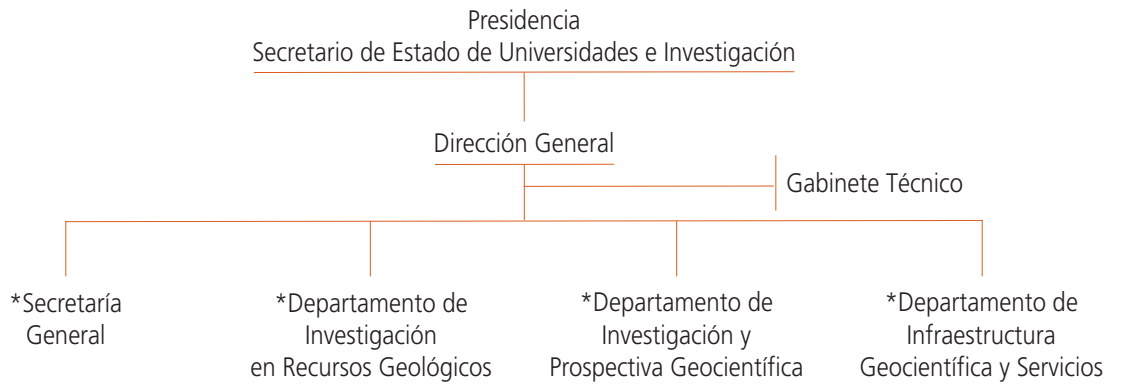 Presidencia
Secretario de Estado de Universidades e Investigación
Dirección General
Gabinete Técnico
*Secretaría
General
*Departamento de
Investigación
en Recursos Geológicos
*Departamento de
Investigación y
Prospectiva Geocientífica
*Departamento de
Infraestructura
Geocientífica y Servicios